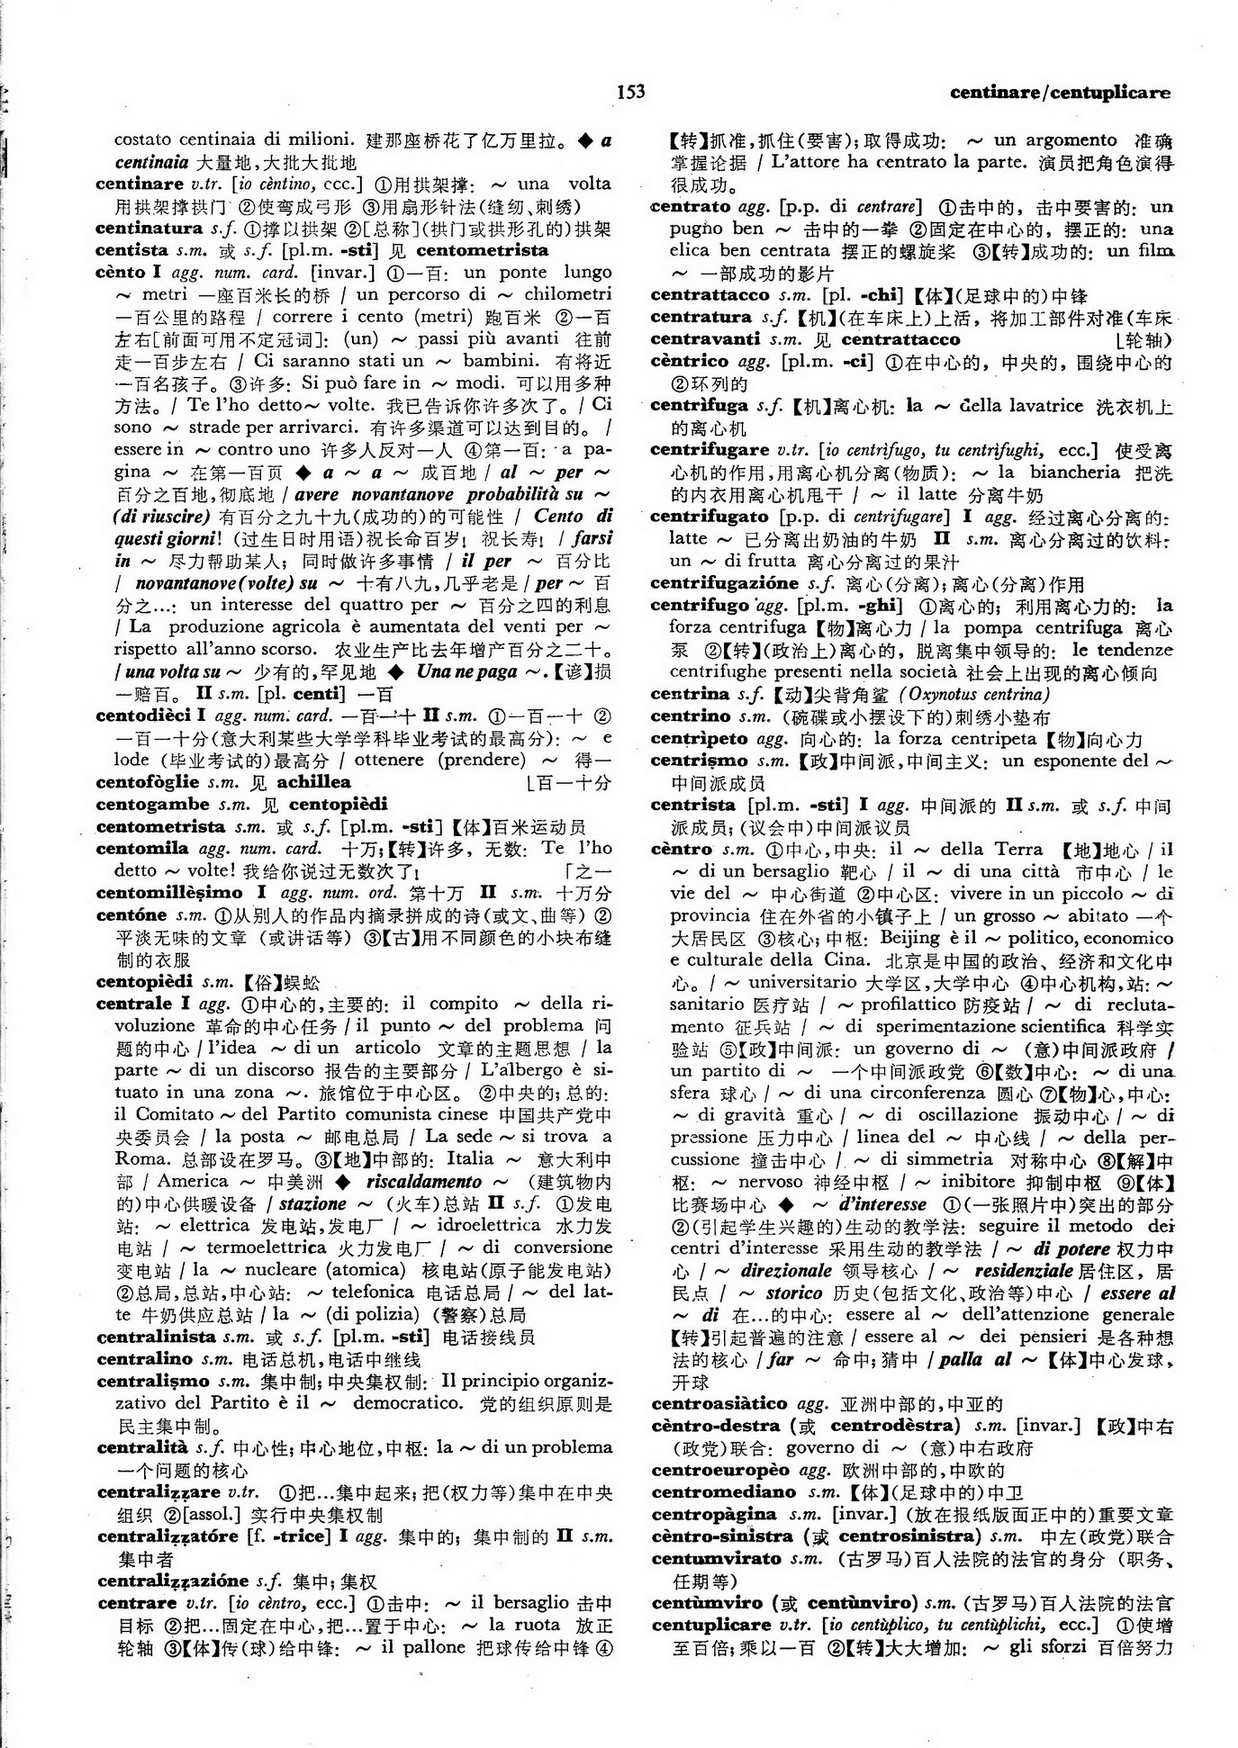 153
centinare/centuplicare
costato centinaia di milioni. 建那座桥花了亿万里拉。◆ a
centinaia 大量地,大批大批地
centinare v.tr. [io cèntino, ecc.] ①用拱架撑: ～ una volta
用拱架撑拱门 ②使弯成弓形 ③用扇形针法(缝纫、刺绣)
centinatura s.f. ①撑以拱架 ②[总称](拱门或拱形孔的)拱架
centista s.m. 或 s.f. [pl.m. -sti] 见 centometrista
cènto I agg. num. card. [invar.] ①一百: un ponte lungo
～ metri 一座百米长的桥 / un percorso di ～ chilometri
一百公里的路程 / correre i cento (metri) 跑百米 ②一百
左右[前面可用不定冠词]: (un) ～ passi più avanti 往前
走一百步左右 / Ci saranno stati un ～ bambini. 有将近
一百名孩子。③许多: Si può fare in ～ modi. 可以用多种
方法。/ Te l'ho detto～ volte. 我已告诉你许多次了。/ Ci
sono ～ strade per arrivarci. 有许多渠道可以达到目的。/
essere in ～ contro uno 许多人反对一人 ④第一百: a pa-
gina ～ 在第一百页 ◆ a ～ a ～ 成百地 / al ～ per ～
百分之百地,彻底地 / avere novantanove probabilità su ～
(di riuscire) 有百分之九十九(成功的)的可能性 / Cento di
questi giorni! (过生日时用语)祝长命百岁! 祝长寿! / farsi
in ～ 尽力帮助某人; 同时做许多事情 / il per ～ 百分比
/ novantanove(volte) su ～ 十有八九,几乎老是 / per ～ 百
分之…: un interesse del quattro per ～ 百分之四的利息
/ La produzione agricola è aumentata del venti per ～
rispetto all'anno scorso. 农业生产比去年增产百分之二十。
/ una volta su ～ 少有的,罕见地 ◆ Una ne paga ～.【谚】损
一赔百。 II s.m. [pl. centi] 一百
centodièci I agg. num. card. 一百一十 II s.m. ①一百一十 ②
一百一十分(意大利某些大学学科毕业考试的最高分): ～ e
lode (毕业考试的)最高分 / ottenere (prendere) ～ 得一
centofòglie s.m. 见 achillea ⌊百一十分
centogambe s.m. 见 centopièdi
centometrista s.m. 或 s.f. [pl.m. -sti]【体】百米运动员
centomila agg. num. card. 十万;【转】许多, 无数: Te l'ho
detto ～ volte! 我给你说过无数次了! 「之一
centomillèṣimo I agg. num. ord. 第十万 II s.m. 十万分
centóne s.m. ①从别人的作品内摘录拼成的诗(或文、曲等) ②
平淡无味的文章 (或讲话等) ③【古】用不同颜色的小块布缝
制的衣服
centopièdi s.m.【俗】蜈蚣
centrale I agg. ①中心的,主要的: il compito ～ della ri-
voluzione 革命的中心任务 / il punto ～ del problema 问
题的中心 / l'idea ～ di un articolo 文章的主题思想 / la
parte ～ di un discorso 报告的主要部分 / L'albergo è si-
tuato in una zona ～. 旅馆位于中心区。②中央的; 总的:
il Comitato ～ del Partito comunista cinese 中国共产党中
央委员会 / la posta ～ 邮电总局 / La sede ～ si trova a
Roma. 总部设在罗马。③【地】中部的: Italia ～ 意大利中
部 / America ～ 中美洲 ◆ riscaldamento ～ (建筑物内
的)中心供暖设备 / stazione ～ (火车)总站 II s.f. ①发电
站: ～ elettrica 发电站,发电厂 / ～ idroelettrica 水力发
电站 / ～ termoelettrica 火力发电厂 / ～ di conversione
变电站 / la ～ nucleare (atomica) 核电站(原子能发电站)
②总局,总站,中心站: ～ telefonica 电话总局 / ～ del lat-
te 牛奶供应总站 / la ～ (di polizia) (警察)总局
centralinista s.m. 或 s.f. [pl.m. -sti] 电话接线员
centralino s.m. 电话总机,电话中继线
centraliṣmo s.m. 集中制; 中央集权制: Il principio organiz-
zativo del Partito è il ～ democratico. 党的组织原则是
民主集中制。
centralità s.f. 中心性; 中心地位,中枢: la ～ di un problema
一个问题的核心
centraliẓẓare v.tr. ①把…集中起来; 把(权力等)集中在中央
组织 ②[assol.] 实行中央集权制
centraliẓẓatóre [f. -trice] I agg. 集中的; 集中制的 II s.m.
集中者
centraliẓẓazióne s.f. 集中; 集权
centrare v.tr. [io cèntro, ecc.] ①击中: ～ il bersaglio 击中
目标 ②把…固定在中心,把…置于中心: ～ la ruota 放正
轮轴 ③【体】传(球)给中锋: ～ il pallone 把球传给中锋 ④
【转】抓准,抓住(要害); 取得成功: ～ un argomento 准确
掌握论据 / L'attore ha centrato la parte. 演员把角色演得
很成功。
centrato agg. [p.p. di centrare] ①击中的, 击中要害的: un
pugno ben ～ 击中的一拳 ②固定在中心的, 摆正的: una
elica ben centrata 摆正的螺旋桨 ③【转】成功的: un film
～ 一部成功的影片
centrattacco s.m. [pl. -chi]【体】(足球中的)中锋
centratura s.f.【机】(在车床上)上活, 将加工部件对准(车床
centravanti s.m. 见 centrattacco ⌊轮轴)
cèntrico agg. [pl.m. -ci] ①在中心的, 中央的, 围绕中心的
②环列的
centrìfuga s.f.【机】离心机: la ～ della lavatrice 洗衣机上
的离心机
centrifugare v.tr. [io centrìfugo, tu centrìfughi, ecc.] 使受离
心机的作用,用离心机分离(物质): ～ la biancheria 把洗
的内衣用离心机甩干 / ～ il latte 分离牛奶
centrifugato [p.p. di centrifugare] I agg. 经过离心分离的:
latte ～ 已分离出奶油的牛奶 II s.m. 离心分离过的饮料:
un ～ di frutta 离心分离过的果汁
centrifugazióne s.f. 离心(分离); 离心(分离)作用
centrifugo agg. [pl.m. -ghi] ①离心的; 利用离心力的: la
forza centrifuga【物】离心力 / la pompa centrifuga 离心
泵 ②【转】(政治上)离心的, 脱离集中领导的: le tendenze
centrifughe presenti nella società 社会上出现的离心倾向
centrina s.f.【动】尖背角鲨 (Oxynotus centrina)
centrino s.m. (碗碟或小摆设下的)刺绣小垫布
centrìpeto agg. 向心的: la forza centripeta【物】向心力
centriṣmo s.m.【政】中间派,中间主义: un esponente del ～
中间派成员
centrista [pl.m. -sti] I agg. 中间派的 II s.m. 或 s.f. 中间
派成员; (议会中)中间派议员
cèntro s.m. ①中心,中央: il ～ della Terra 【地】地心 / il
～ di un bersaglio 靶心 / il ～ di una città 市中心 / le
vie del ～ 中心街道 ②中心区: vivere in un piccolo ～ di
provincia 住在外省的小镇子上 / un grosso ～ abitato 一个
大居民区 ③核心; 中枢: Beijing è il ～ politico, economico
e culturale della Cina. 北京是中国的政治、经济和文化中
心。/ ～ universitario 大学区,大学中心 ④中心机构,站: ～
sanitario 医疗站 / ～ profilattico 防疫站 / ～ di recluta-
mento 征兵站 / ～ di sperimentazione scientifica 科学实
验站 ⑤【政】中间派: un governo di ～ (意)中间派政府 /
un partito di ～ 一个中间派政党 ⑥【数】中心: ～ di una
sfera 球心 / ～ di una circonferenza 圆心 ⑦【物】心,中心:
～ di gravità 重心 / ～ di oscillazione 振动中心 / ～ di
pressione 压力中心 / linea del ～ 中心线 / ～ della per-
cussione 撞击中心 / ～ di simmetria 对称中心 ⑧【解】中
枢: ～ nervoso 神经中枢 / ～ inibitore 抑制中枢 ⑨【体】
比赛场中心 ◆ ～ d'interesse ①(一张照片中)突出的部分
②(引起学生兴趣的)生动的教学法: seguire il metodo dei
centri d'interesse 采用生动的教学法 / ～ di potere 权力中
心 / ～ direzionale 领导核心 / ～ residenziale 居住区, 居
民点 / ～ storico 历史(包括文化、政治等)中心 / essere al
～ di 在…的中心: essere al ～ dell'attenzione generale
【转】引起普遍的注意 / essere al ～ dei pensieri 是各种想
法的核心 / far ～ 命中; 猜中 / palla al ～【体】中心发球,
开球
centroasiàtico agg. 亚洲中部的,中亚的
cèntro-destra (或 centrodèstra) s.m. [invar.] 【政】中右
(政党)联合: governo di ～ (意)中右政府
centroeuropèo agg. 欧洲中部的,中欧的
centromediano s.m.【体】(足球中的)中卫
centropàgina s.m. [invar.] (放在报纸版面正中的)重要文章
cèntro-sinistra (或 centrosinistra) s.m. 中左(政党)联合
centumvirato s.m. (古罗马)百人法院的法官的身分 (职务、
任期等)
centùmviro (或 centùnviro) s.m. (古罗马)百人法院的法官
centuplicare v.tr. [io centùplico, tu centùplichi, ecc.] ①使增
至百倍; 乘以一百 ②【转】大大增加: ～ gli sforzi 百倍努力